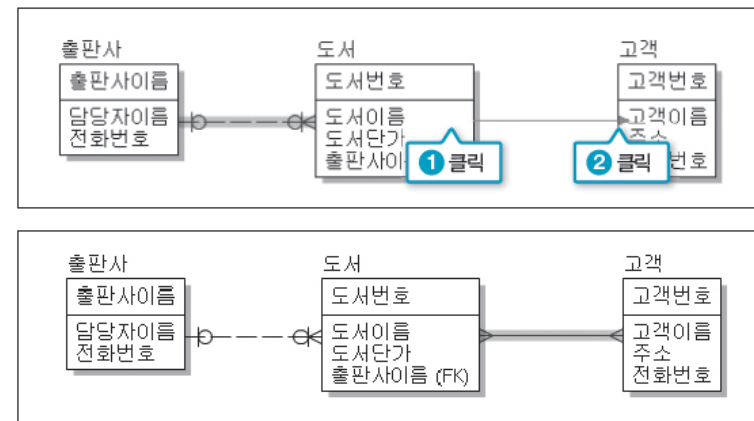 출판사
도서
고객
출판사이름
도서번호
고객번호
담당자이름
전화번호
도서이름
도서단가
출판사이
1 클릭
고객이름
주소
2 클릭
번호
출판사
도서
고객
출판사이름
도서번호
고객번호
담당자이름
전화번호
도서이름
도서단가
출판사이름 (FK)
고객이름
주소
전화번호